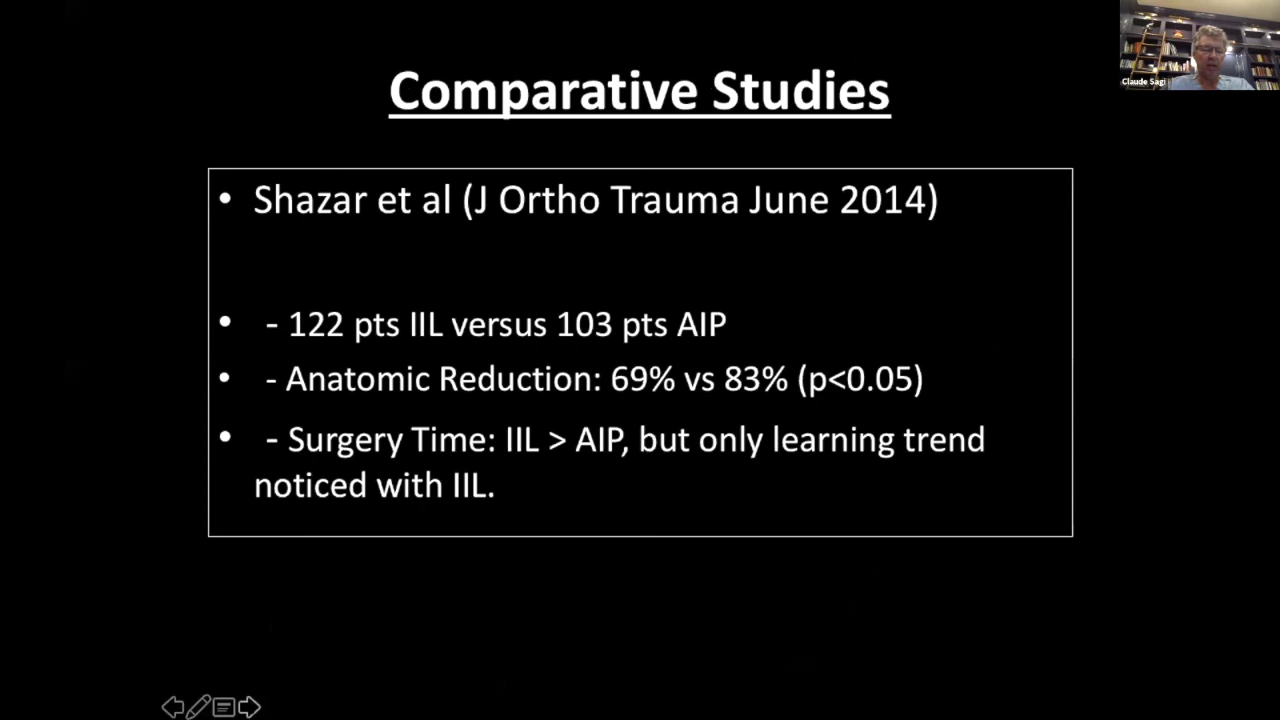 Comparative Studies
Claude Sagi
• Shazar et al (J Ortho Trauma June 2014)
• - 122 pts IIL versus 103 pts AIP
• - Anatomic Reduction: 69% vs 83% (p<0.05)
• - Surgery Time: IIL > AIP, but only learning trend
noticed with IIL.